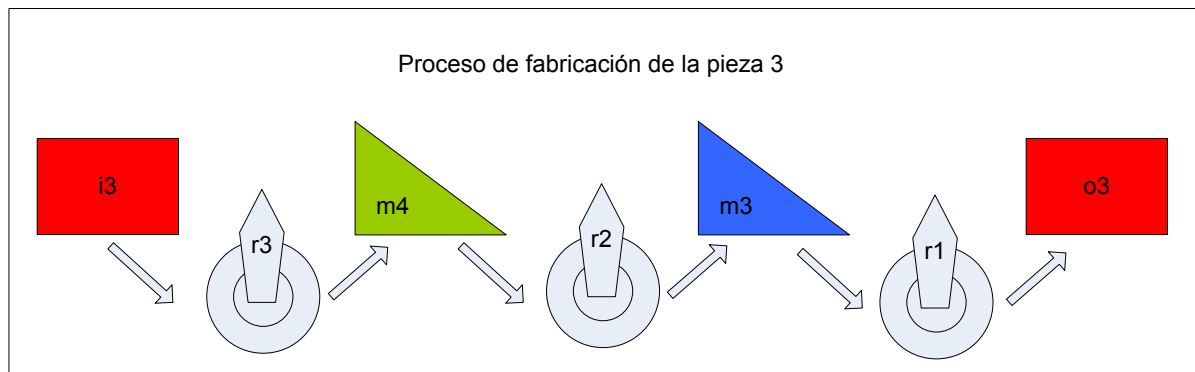 Proceso de fabricación de la pieza 3
i3
r3
m4
r2
m3
r1
o3